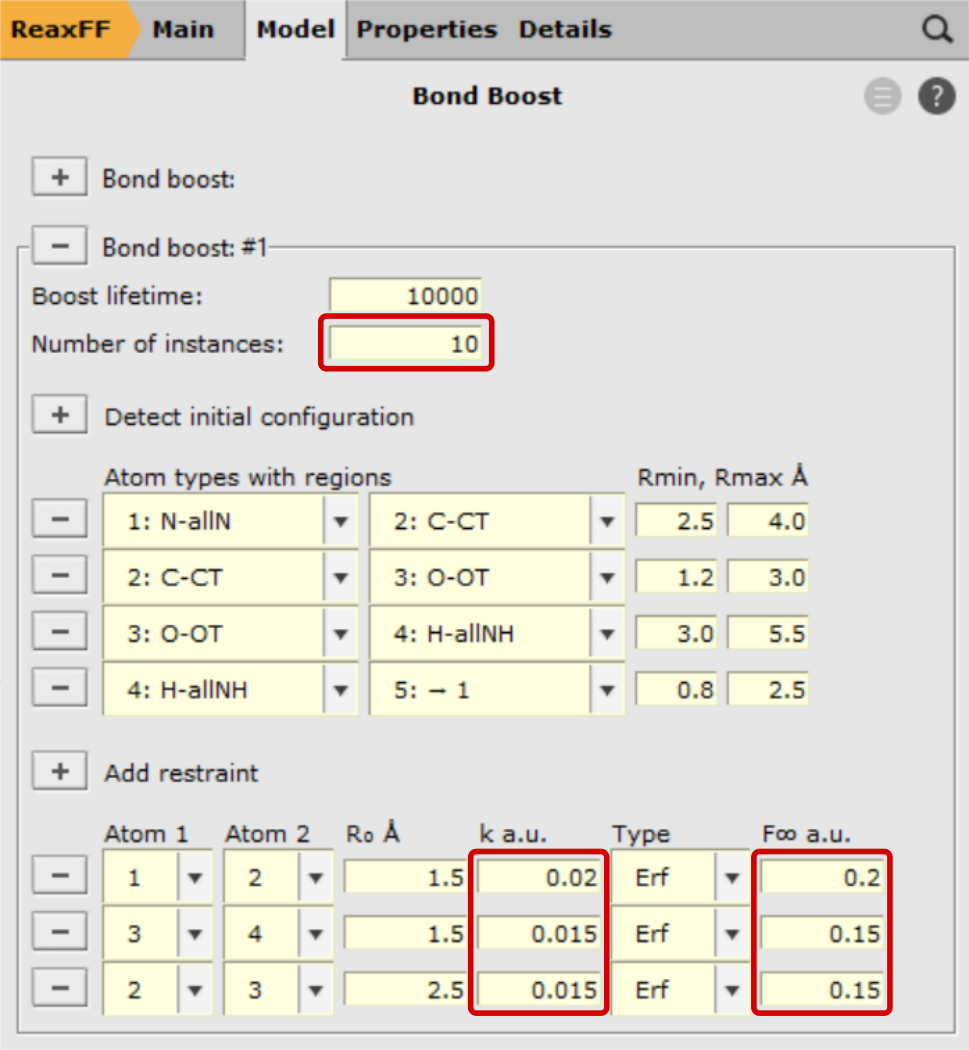 ReaxFF Main Model Properties Details
Bond Boost
?
+ Bond boost:
− Bond boost: #1
Boost lifetime: 10000
Number of instances: 10
+ Detect initial configuration
Atom types with regions Rmin, Rmax Å
− 1: N-allN 2: C-CT 2.5 4.0
− 2: C-CT 3: O-OT 1.2 3.0
− 3: O-OT 4: H-allNH 3.0 5.5
− 4: H-allNH 5: → 1 0.8 2.5
+ Add restraint
Atom 1 Atom 2 R₀ Å k a.u. Type F∞ a.u.
− 1 2 1.5 0.02 Erf 0.2
− 3 4 1.5 0.015 Erf 0.15
− 2 3 2.5 0.015 Erf 0.15